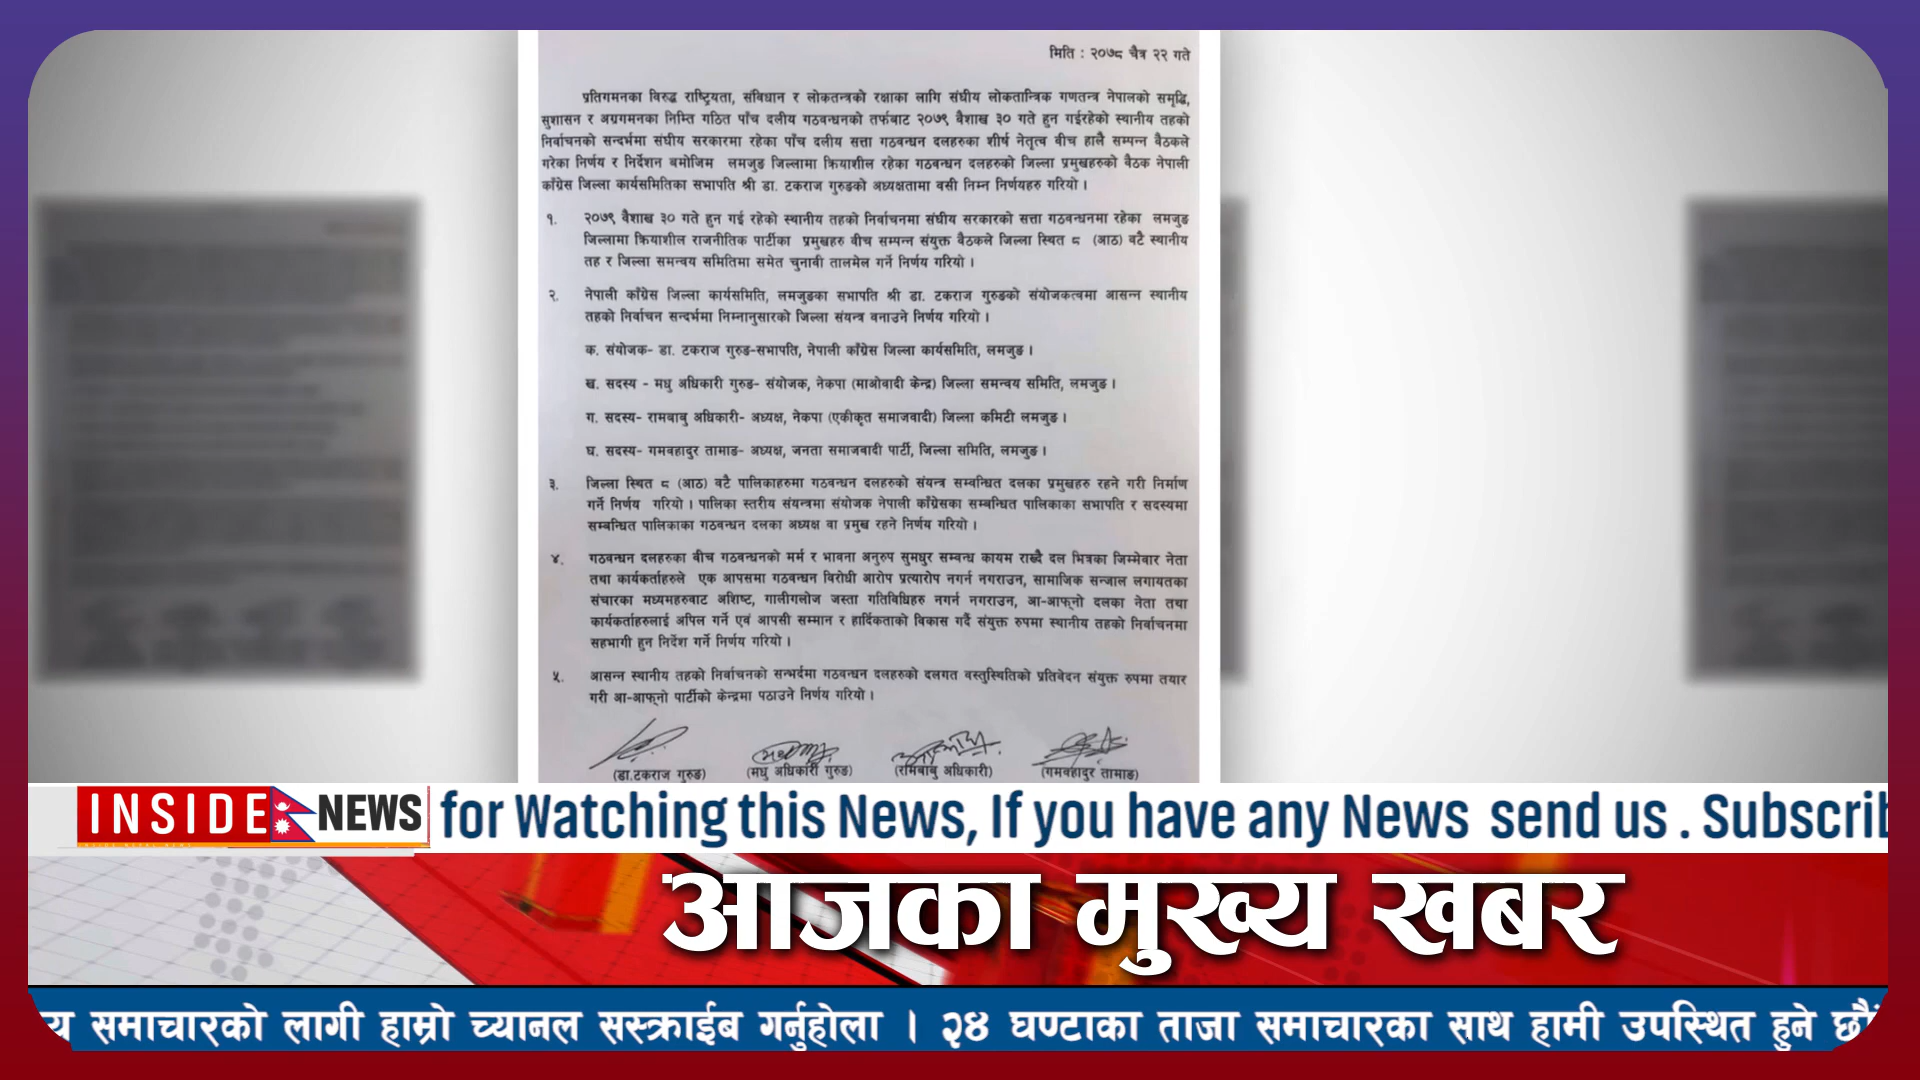 मिति : २०७८ चैत्र २२ गते
प्रतिगमनका विरुद्ध राष्ट्रियता, संविधान र लोकतन्त्रको रक्षाका लागि संघीय लोकतान्त्रिक गणतन्त्र नेपालको समृद्धि,
सुशासन र अग्रगमनका निम्ति गठित पाँच दलीय गठबन्धनको तर्फबाट २०७९ बैशाख ३० गते हुन गईरहेको स्थानीय तहको
निर्वाचनको सन्दर्भमा संघीय सरकारमा रहेका पाँच दलीय सत्ता गठबन्धन दलहरुका शीर्ष नेतृत्व बीच हालै सम्पन्न बैठकले
गरेका निर्णय र निर्देशन बमोजिम लमजुङ जिल्लामा क्रियाशील रहेका गठबन्धन दलहरुको जिल्ला प्रमुखहरुको बैठक नेपाली
काँग्रेस जिल्ला कार्यसमितिका सभापति श्री डा. टकराज गुरुङको अध्यक्षतामा बसी निम्न निर्णयहरु गरियो ।
१. २०७९ बैशाख ३० गते हुन गई रहेको स्थानीय तहको निर्वाचनमा संघीय सरकारको सत्ता गठबन्धनमा रहेका लमजुङ
जिल्लामा क्रियाशील राजनीतिक पार्टीका प्रमुखहरु बीच सम्पन्न संयुक्त बैठकले जिल्ला स्थित ८ (आठ) वटै स्थानीय
तह र जिल्ला समन्वय समितिमा समेत चुनावी तालमेल गर्ने निर्णय गरियो ।
२. नेपाली काँग्रेस जिल्ला कार्यसमिति, लमजुङका सभापति श्री डा. टकराज गुरुङको संयोजकत्वमा आसन्न स्थानीय
तहको निर्वाचन सन्दर्भमा निम्नानुसारको जिल्ला संयन्त्र बनाउने निर्णय गरियो ।
क. संयोजक- डा. टकराज गुरुङ-सभापति, नेपाली काँग्रेस जिल्ला कार्यसमिति, लमजुङ ।
ख. सदस्य - मधु अधिकारी गुरुङ- संयोजक, नेकपा (माओवादी केन्द्र) जिल्ला समन्वय समिति, लमजुङ ।
ग. सदस्य- रामबाबु अधिकारी- अध्यक्ष, नेकपा (एकीकृत समाजवादी) जिल्ला कमिटी लमजुङ ।
घ. सदस्य- गमबहादुर तामाङ- अध्यक्ष, जनता समाजवादी पार्टी, जिल्ला समिति, लमजुङ ।
३. जिल्ला स्थित ८ (आठ) वटै पालिकाहरुमा गठबन्धन दलहरुको संयन्त्र सम्बन्धित दलका प्रमुखहरु रहने गरी निर्माण
गर्ने निर्णय गरियो । पालिका स्तरीय संयन्त्रमा संयोजक नेपाली काँग्रेसका सम्बन्धित पालिकाका सभापति र सदस्यमा
सम्बन्धित पालिकाका गठबन्धन दलका अध्यक्ष वा प्रमुख रहने निर्णय गरियो ।
४. गठबन्धन दलहरुका बीच गठबन्धनको मर्म र भावना अनुरुप सुमधुर सम्बन्ध कायम राख्दै दल भित्रका जिम्मेवार नेता
तथा कार्यकर्ताहरुले एक आपसमा गठबन्धन विरोधी आरोप प्रत्यारोप नगर्न नगराउन, सामाजिक सन्जाल लगायतका
संचारका मध्यमहरुबाट अशिष्ट, गालीगलोज जस्ता गतिविधिहरु नगर्न नगराउन, आ-आफ्नो दलका नेता तथा
कार्यकर्ताहरुलाई अपिल गर्ने एवं आपसी सम्मान र हार्दिकताको विकास गर्दै संयुक्त रुपमा स्थानीय तहको निर्वाचनमा
सहभागी हुन निर्देश गर्ने निर्णय गरियो ।
५. आसन्न स्थानीय तहको निर्वाचनको सन्दर्भमा गठबन्धन दलहरुको दलगत वस्तुस्थितिको प्रतिवेदन संयुक्त रुपमा तयार
गरी आ-आफ्नो पार्टीको केन्द्रमा पठाउने निर्णय गरियो ।
(डा.टकराज गुरुङ) (मधु अधिकारी गुरुङ) (रामबाबु अधिकारी) (गमबहादुर तामाङ)
INSIDE NEWS for Watching this News, If you have any News send us . Subscrib
आजका मुख्य खबर
य समाचारको लागी हाम्रो च्यानल सस्क्राईब गर्नुहोला । २४ घण्टाका ताजा समाचारका साथ हामी उपस्थित हुने छौं